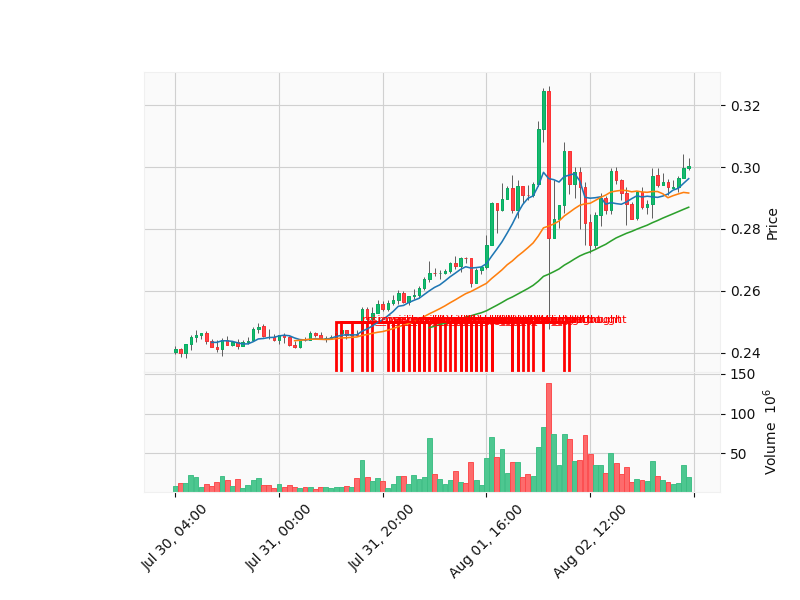 0.32
0.30
0.28
0.26
0.24
Price
150
100
50
Volume 10⁶
Jul 30, 04:00
Jul 31, 00:00
Jul 31, 20:00
Aug 01, 16:00
Aug 02, 12:00